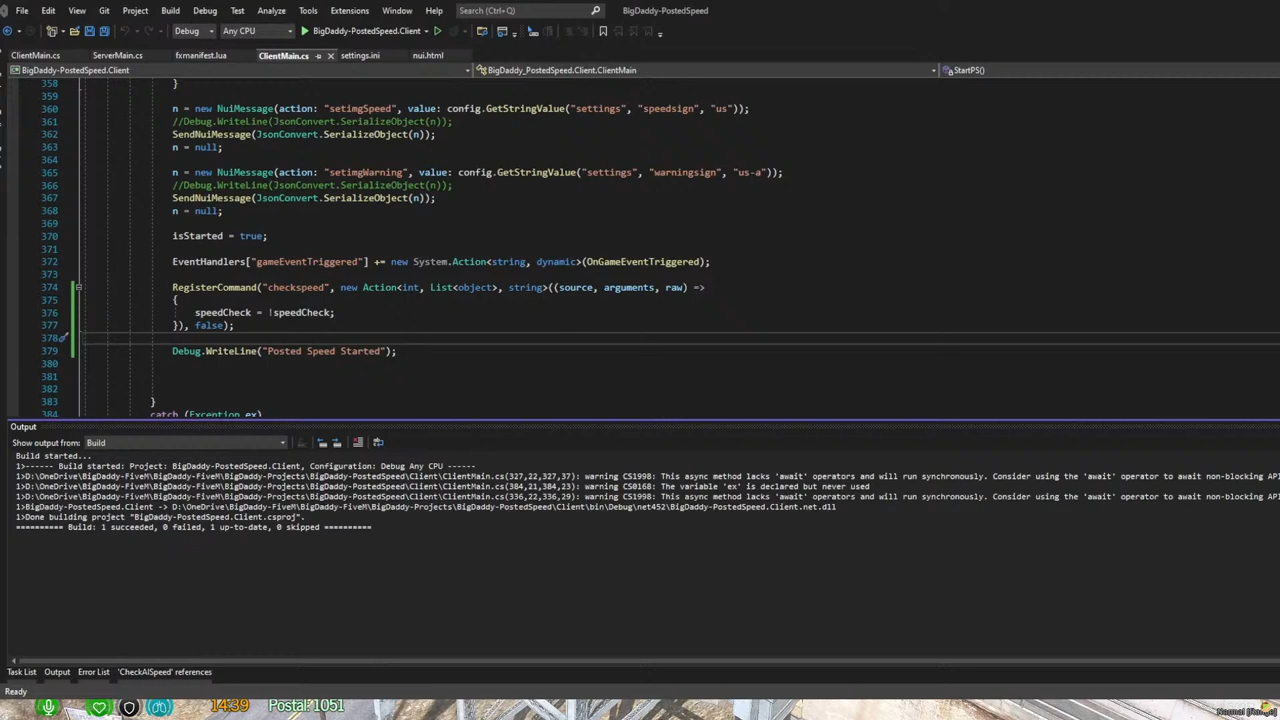 File Edit View Git Project Build Debug Test Analyze Tools Extensions Window Help Search (Ctrl+Q) BigDaddy-PostedSpeed
Debug Any CPU BigDaddy-PostedSpeed.Client
ClientMain.cs ServerMain.cs fxmanifest.lua ClientMain.cs settings.ini nui.html
BigDaddy-PostedSpeed.Client BigDaddy_PostedSpeed.Client.ClientMain StartPS()
358 }
359
360 n = new NuiMessage(action: "setimgSpeed", value: config.GetStringValue("settings", "speedsign", "us"));
361 //Debug.WriteLine(JsonConvert.SerializeObject(n));
362 SendNuiMessage(JsonConvert.SerializeObject(n));
363 n = null;
364
365 n = new NuiMessage(action: "setimgWarning", value: config.GetStringValue("settings", "warningsign", "us-a"));
366 //Debug.WriteLine(JsonConvert.SerializeObject(n));
367 SendNuiMessage(JsonConvert.SerializeObject(n));
368 n = null;
369
370 isStarted = true;
371
372 EventHandlers["gameEventTriggered"] += new System.Action<string, dynamic>(OnGameEventTriggered);
373
374 RegisterCommand("checkspeed", new Action<int, List<object>, string>((source, arguments, raw) =>
375 {
376 speedCheck = !speedCheck;
377 }), false);
378
379 Debug.WriteLine("Posted Speed Started");
380
381
382
383 }
384 catch (Exception ex)
Output
Show output from: Build
Build started...
1>------ Build started: Project: BigDaddy-PostedSpeed.Client, Configuration: Debug Any CPU ------
1>D:\OneDrive\BigDaddy-FiveM\BigDaddy-FiveM\BigDaddy-Projects\BigDaddy-PostedSpeed\Client\ClientMain.cs(327,22,327,37): warning CS1998: This async method lacks 'await' operators and will run synchronously. Consider using the 'await' operator to await non-blocking API
1>D:\OneDrive\BigDaddy-FiveM\BigDaddy-FiveM\BigDaddy-Projects\BigDaddy-PostedSpeed\Client\ClientMain.cs(384,21,384,23): warning CS0168: The variable 'ex' is declared but never used
1>D:\OneDrive\BigDaddy-FiveM\BigDaddy-FiveM\BigDaddy-Projects\BigDaddy-PostedSpeed\Client\ClientMain.cs(336,22,336,29): warning CS1998: This async method lacks 'await' operators and will run synchronously. Consider using the 'await' operator to await non-blocking API
1>BigDaddy-PostedSpeed.Client -> D:\OneDrive\BigDaddy-FiveM\BigDaddy-FiveM\BigDaddy-Projects\BigDaddy-PostedSpeed\Client\bin\Debug\net452\BigDaddy-PostedSpeed.Client.net.dll
1>Done building project "BigDaddy-PostedSpeed.Client.csproj".
========== Build: 1 succeeded, 0 failed, 1 up-to-date, 0 skipped ==========
Task List Output Error List 'CheckAISpeed' references
Ready
14:39 Postal:1051